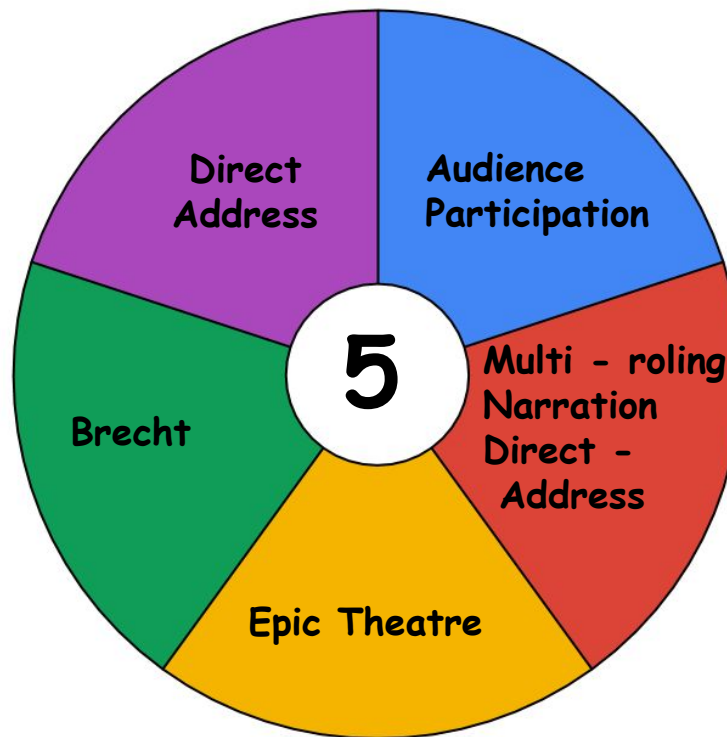 Direct
Address
Audience
Participation
5
Multi - roling
Narration
Direct -
Address
Brecht
Epic Theatre